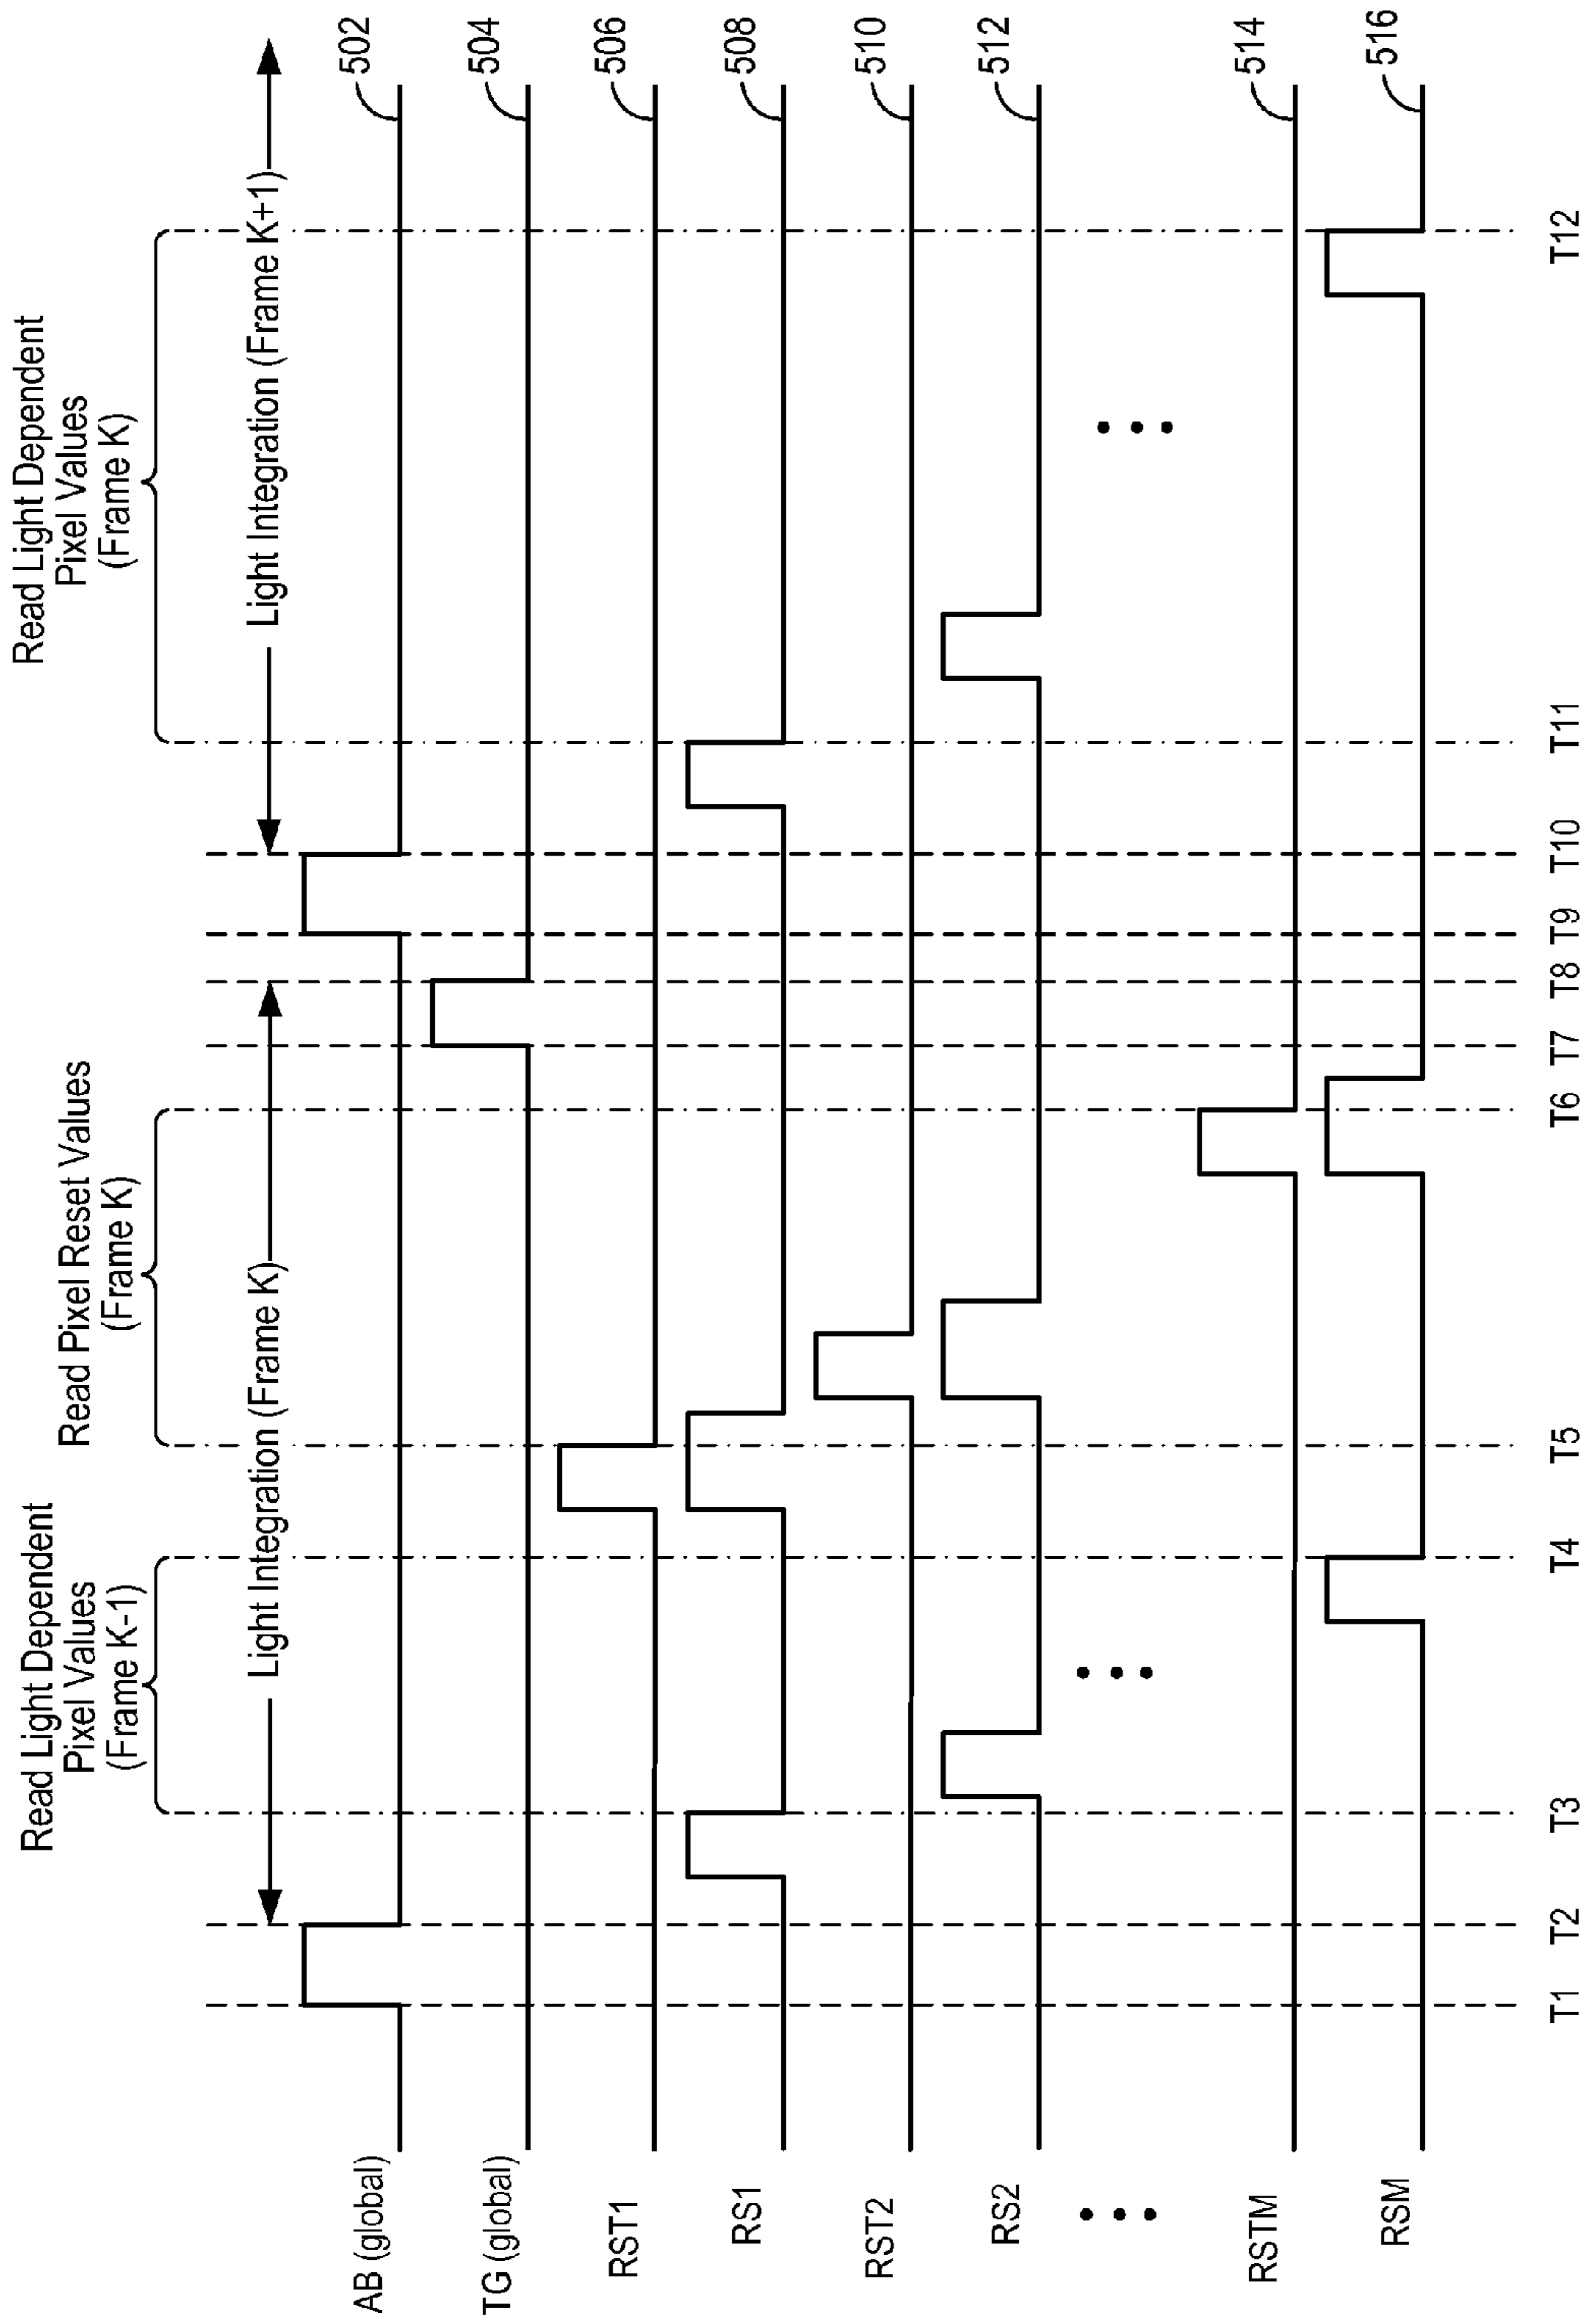 Read Light Dependent
Pixel Values
(Frame K-1)
Read Pixel Reset Values
(Frame K)
Read Light Dependent
Pixel Values
(Frame K)
Light Integration (Frame K)
Light Integration (Frame K+1)
AB (global)
502
TG (global)
504
RST1
506
RS1
508
RST2
510
RS2
512
RSTM
514
RSM
516
T1 T2 T3 T4 T5 T6 T7 T8 T9 T10 T11 T12